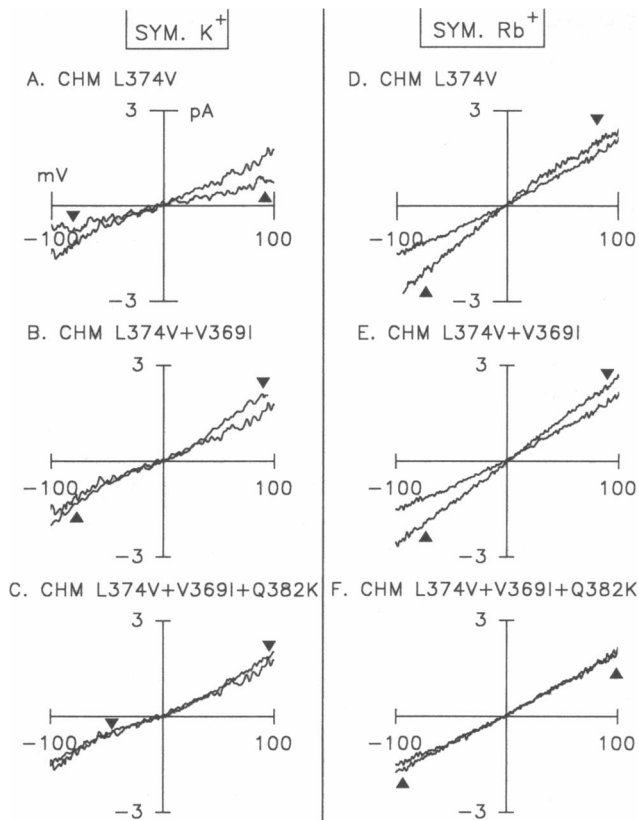 SYM. K+
SYM. Rb+
A. CHM L374V
D. CHM L374V
3
pA
3
mV
-100
100
-100
100
-3
-3
B. CHM L374V+V369I
E. CHM L374V+V369I
3
3
-100
100
-100
100
-3
-3
C. CHM L374V+V369I+Q382K
F. CHM L374V+V369I+Q382K
3
3
-100
100
-100
100
-3
-3